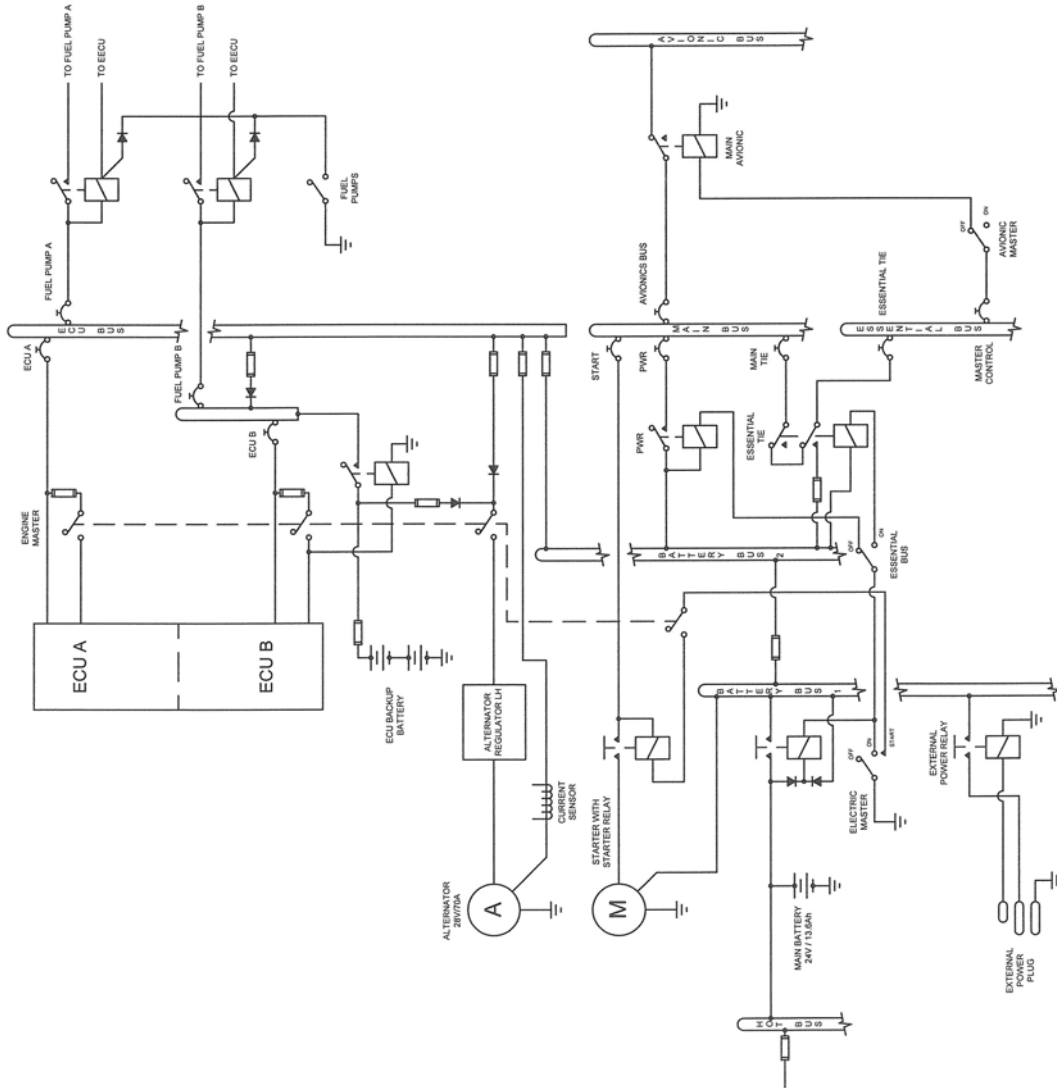 TO FUEL PUMP A
TO EECU
TO FUEL PUMP B
TO EECU
FUEL
PUMPS
AVIONIC BUS
MAIN
AVIONIC
FUEL PUMP A
ECU BUS
ECU A
FUEL PUMP B
ECU B
ENGINE
MASTER
ECU A
ECU B
ECU BACKUP
BATTERY
ALTERNATOR
REGULATOR LH
ALTERNATOR
28V/70A
A
CURRENT
SENSOR
AVIONICS BUS
MAIN BUS
START
PWR
MAIN
TIE
PWR
ESSENTIAL
TIE
ESSENTIAL TIE
ESSENTIAL BUS
MASTER
CONTROL
OFF
ON
AVIONIC
MASTER
BATTERY BUS 2
OFF
ON
ESSENTIAL
BUS
BATTERY BUS 1
STARTER WITH
STARTER RELAY
M
OFF
ON
START
ELECTRIC
MASTER
MAIN BATTERY
24V / 13.6Ah
EXTERNAL
POWER RELAY
EXTERNAL
POWER
PLUG
HOT BUS